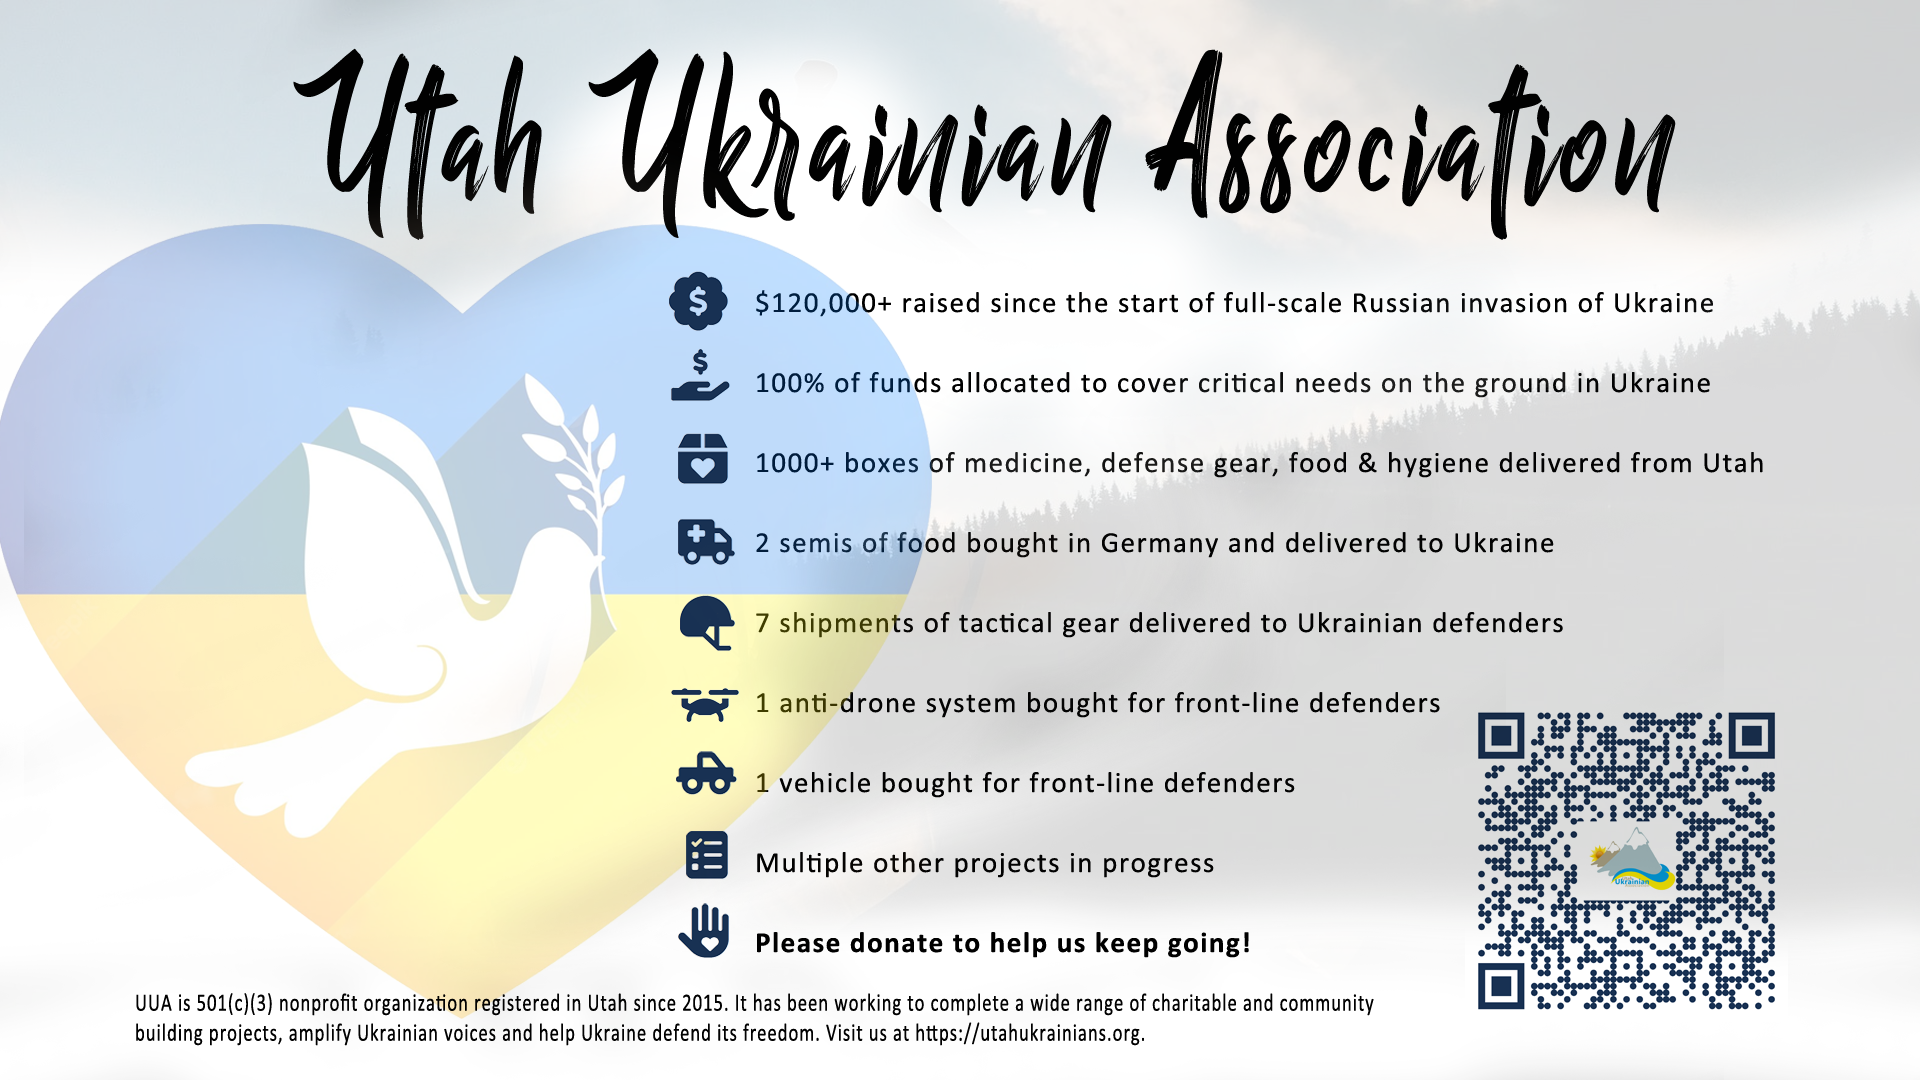 Utah Ukrainian Association
$120,000+ raised since the start of full-scale Russian invasion of Ukraine
100% of funds allocated to cover critical needs on the ground in Ukraine
1000+ boxes of medicine, defense gear, food & hygiene delivered from Utah
2 semis of food bought in Germany and delivered to Ukraine
7 shipments of tactical gear delivered to Ukrainian defenders
1 anti-drone system bought for front-line defenders
1 vehicle bought for front-line defenders
Multiple other projects in progress
Ukrainian
Please donate to help us keep going!
UUA is 501(c)(3) nonprofit organization registered in Utah since 2015. It has been working to complete a wide range of charitable and community
building projects, amplify Ukrainian voices and help Ukraine defend its freedom. Visit us at https://utahukrainians.org.